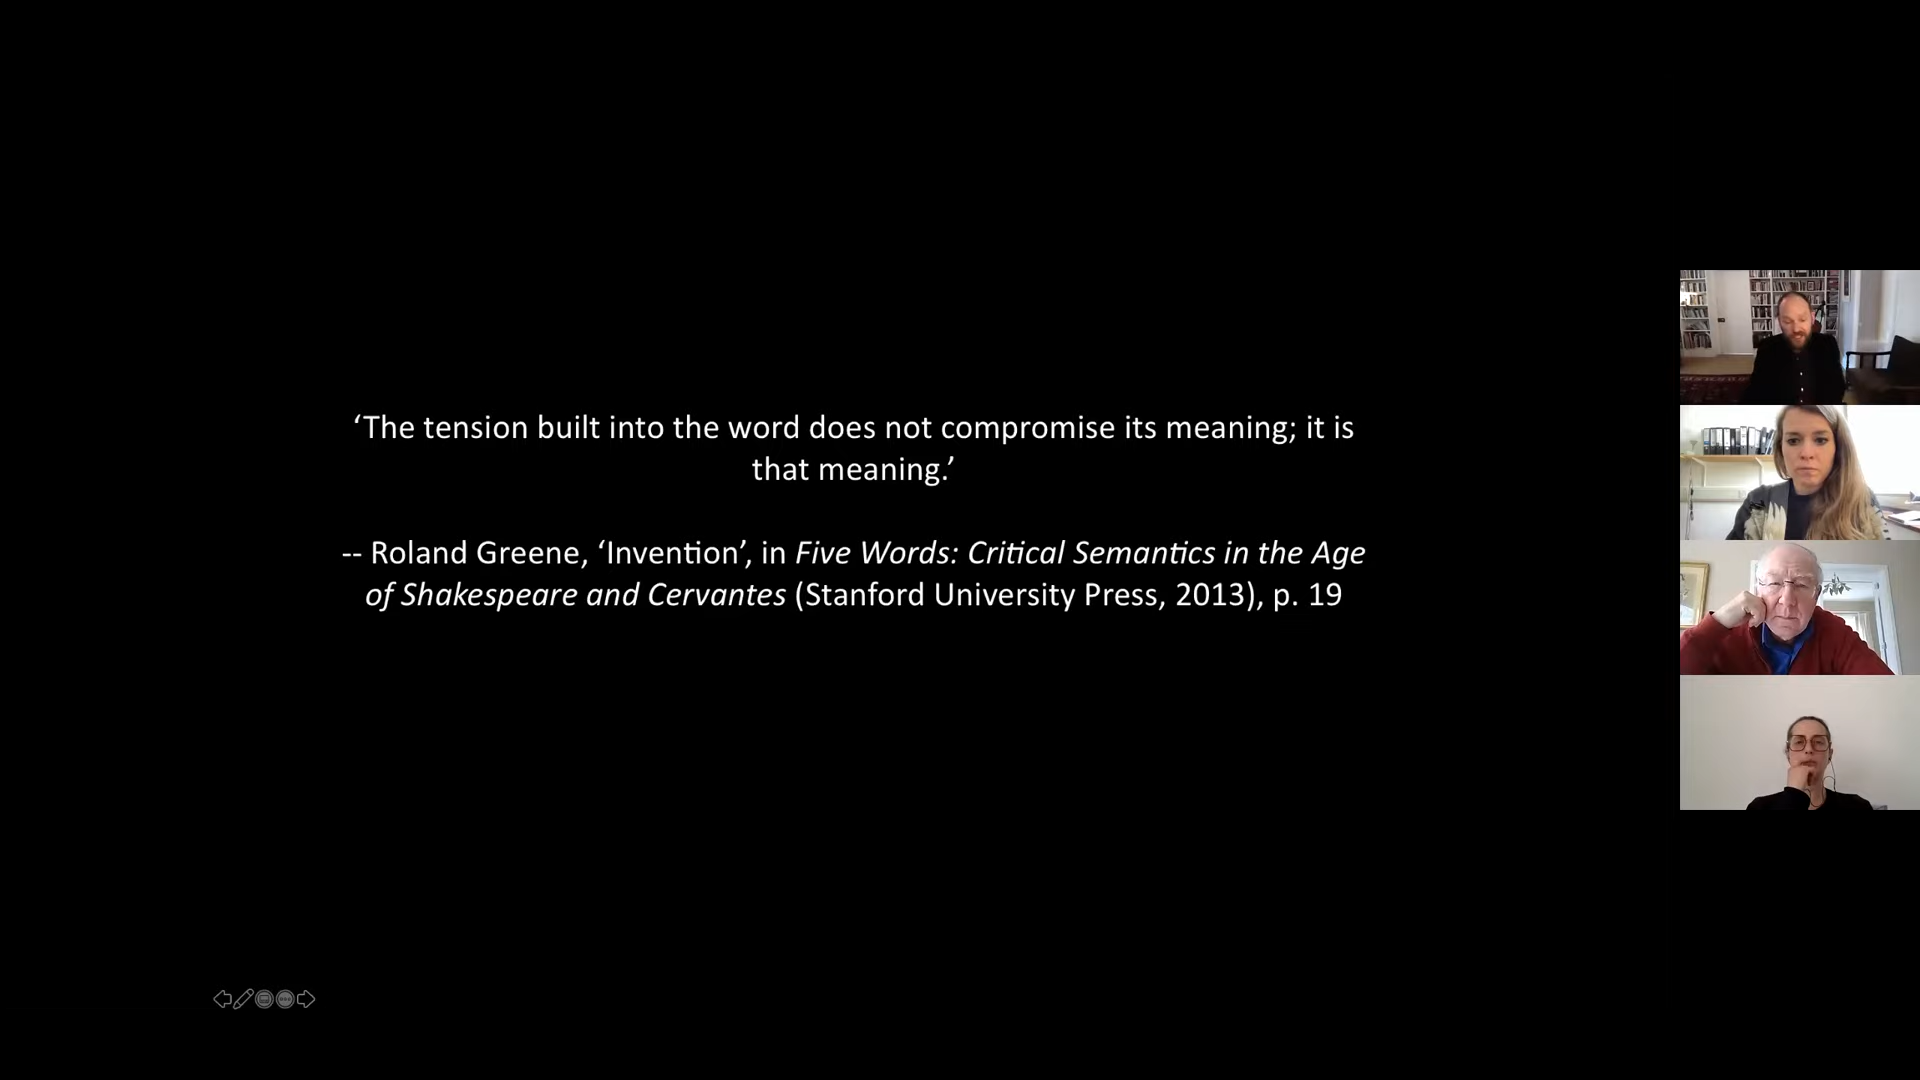 ‘The tension built into the word does not compromise its meaning; it is
that meaning.’
-- Roland Greene, ‘Invention’, in Five Words: Critical Semantics in the Age
of Shakespeare and Cervantes (Stanford University Press, 2013), p. 19